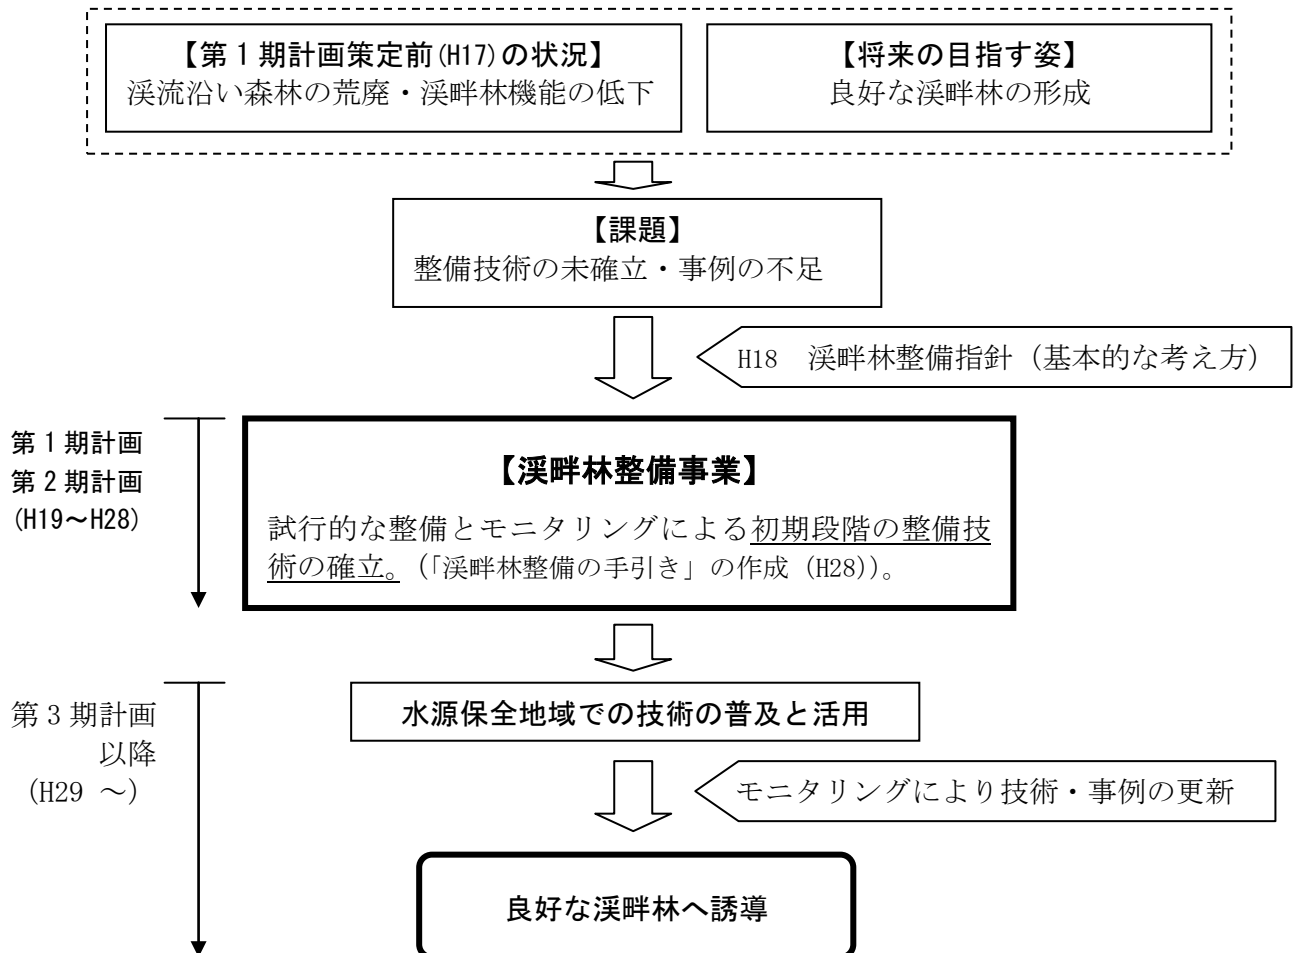 【第１期計画策定前(H17)の状況】
渓流沿い森林の荒廃・渓畔林機能の低下
【将来の目指す姿】
良好な渓畔林の形成
【課題】
整備技術の未確立・事例の不足
H18　渓畔林整備指針（基本的な考え方）
第１期計画
第２期計画
(H19～H28)
【渓畔林整備事業】
試行的な整備とモニタリングによる初期段階の整備技
術の確立。（「渓畔林整備の手引き」の作成（H28））。
第３期計画
以降
（H29 ～）
水源保全地域での技術の普及と活用
モニタリングにより技術・事例の更新
良好な渓畔林へ誘導